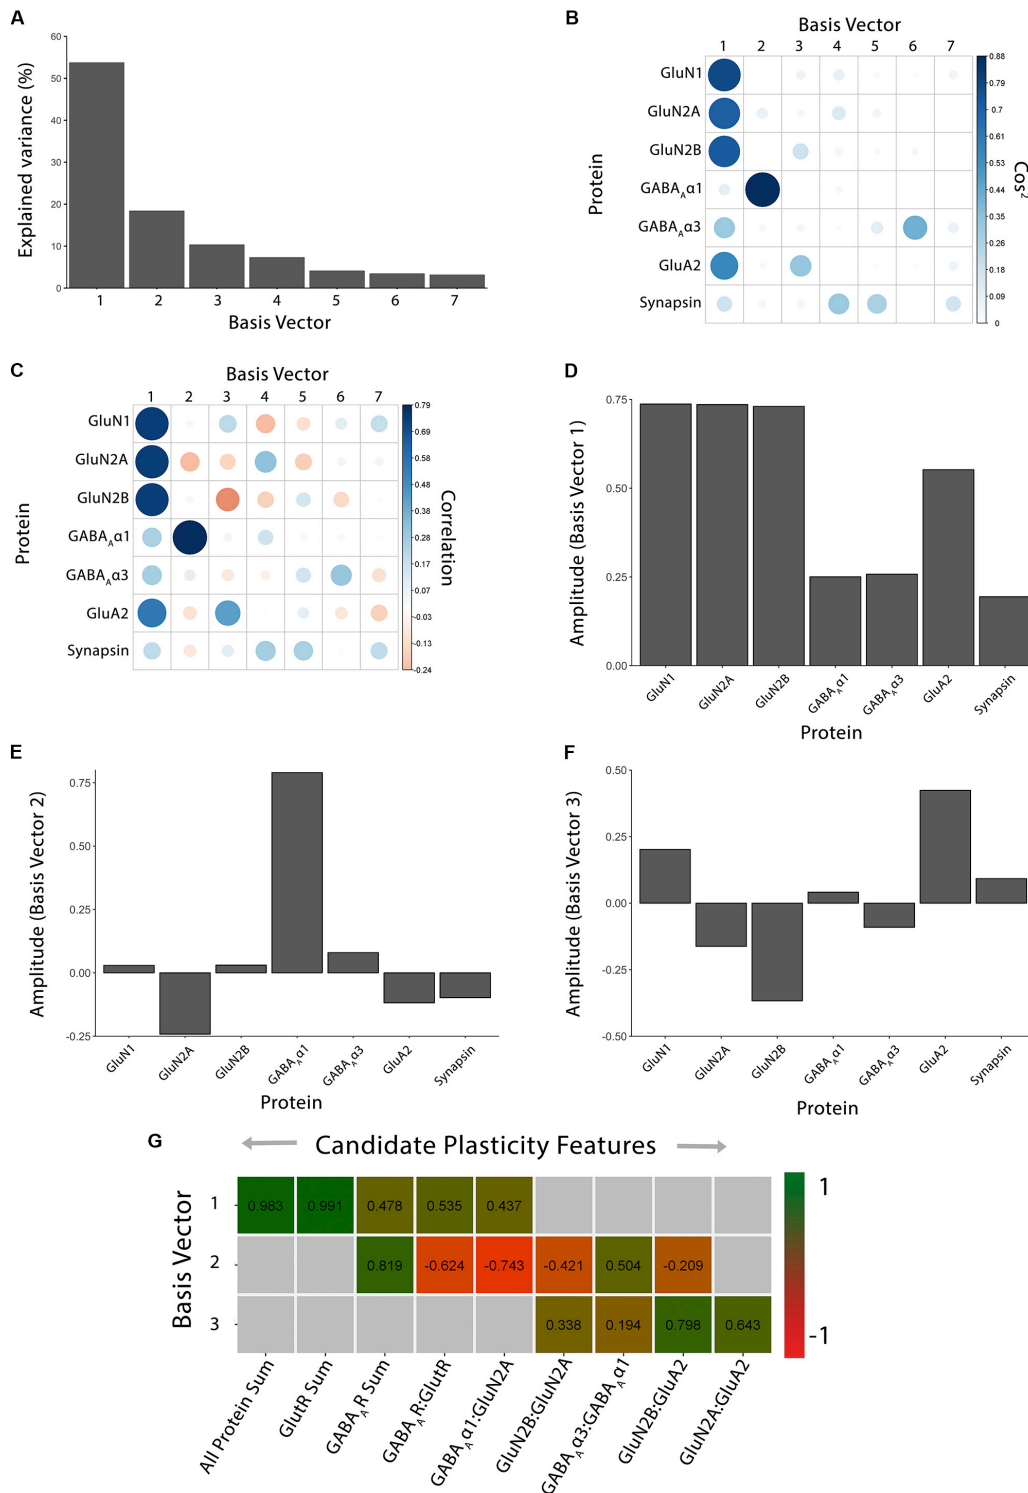 A
Explained variance (%)
60
50
40
30
20
10
0
1 2 3 4 5 6 7
Basis Vector
B
Basis Vector
1 2 3 4 5 6 7
Protein
GluN1
GluN2A
GluN2B
GABAAα1
GABAAα3
GluA2
Synapsin
0.88
0.79
0.7
0.61
0.53
0.44
0.35
0.26
0.18
0.09
0
Cos²
C
Basis Vector
1 2 3 4 5 6 7
Protein
GluN1
GluN2A
GluN2B
GABAAα1
GABAAα3
GluA2
Synapsin
0.79
0.69
0.58
0.48
0.38
0.28
0.17
0.07
-0.03
-0.13
-0.24
Correlation
D
Amplitude (Basis Vector 1)
0.75
0.50
0.25
0.00
GluN1 GluN2A GluN2B GABAAα1 GABAAα3 GluA2 Synapsin
Protein
E
Amplitude (Basis Vector 2)
0.75
0.50
0.25
0.00
-0.25
GluN1 GluN2A GluN2B GABAAα1 GABAAα3 GluA2 Synapsin
Protein
F
Amplitude (Basis Vector 3)
0.50
0.25
0.00
-0.25
-0.50
GluN1 GluN2A GluN2B GABAAα1 GABAAα3 GluA2 Synapsin
Protein
G
Candidate Plasticity Features
Basis Vector
1 0.983 0.991 0.478 0.535 0.437
2 0.819 -0.624 -0.743 -0.421 0.504 -0.209
3 0.338 0.194 0.798 0.643
1
-1
All Protein Sum
GlutR Sum
GABAAR Sum
GABAAR:GlutR
GABAAα1:GluN2A
GluN2B:GluN2A
GABAAα3:GABAAα1
GluN2B:GluA2
GluN2A:GluA2